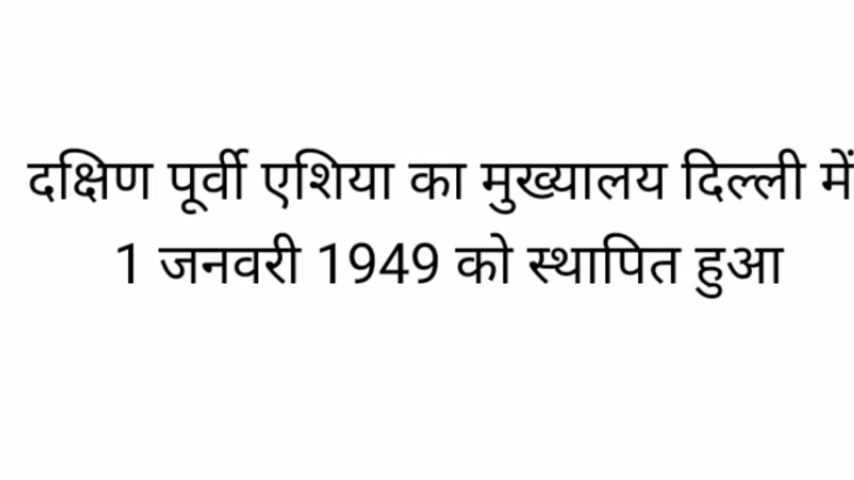 दक्षिण पूर्वी एशिया का मुख्यालय दिल्ली में
1 जनवरी 1949 को स्थापित हुआ